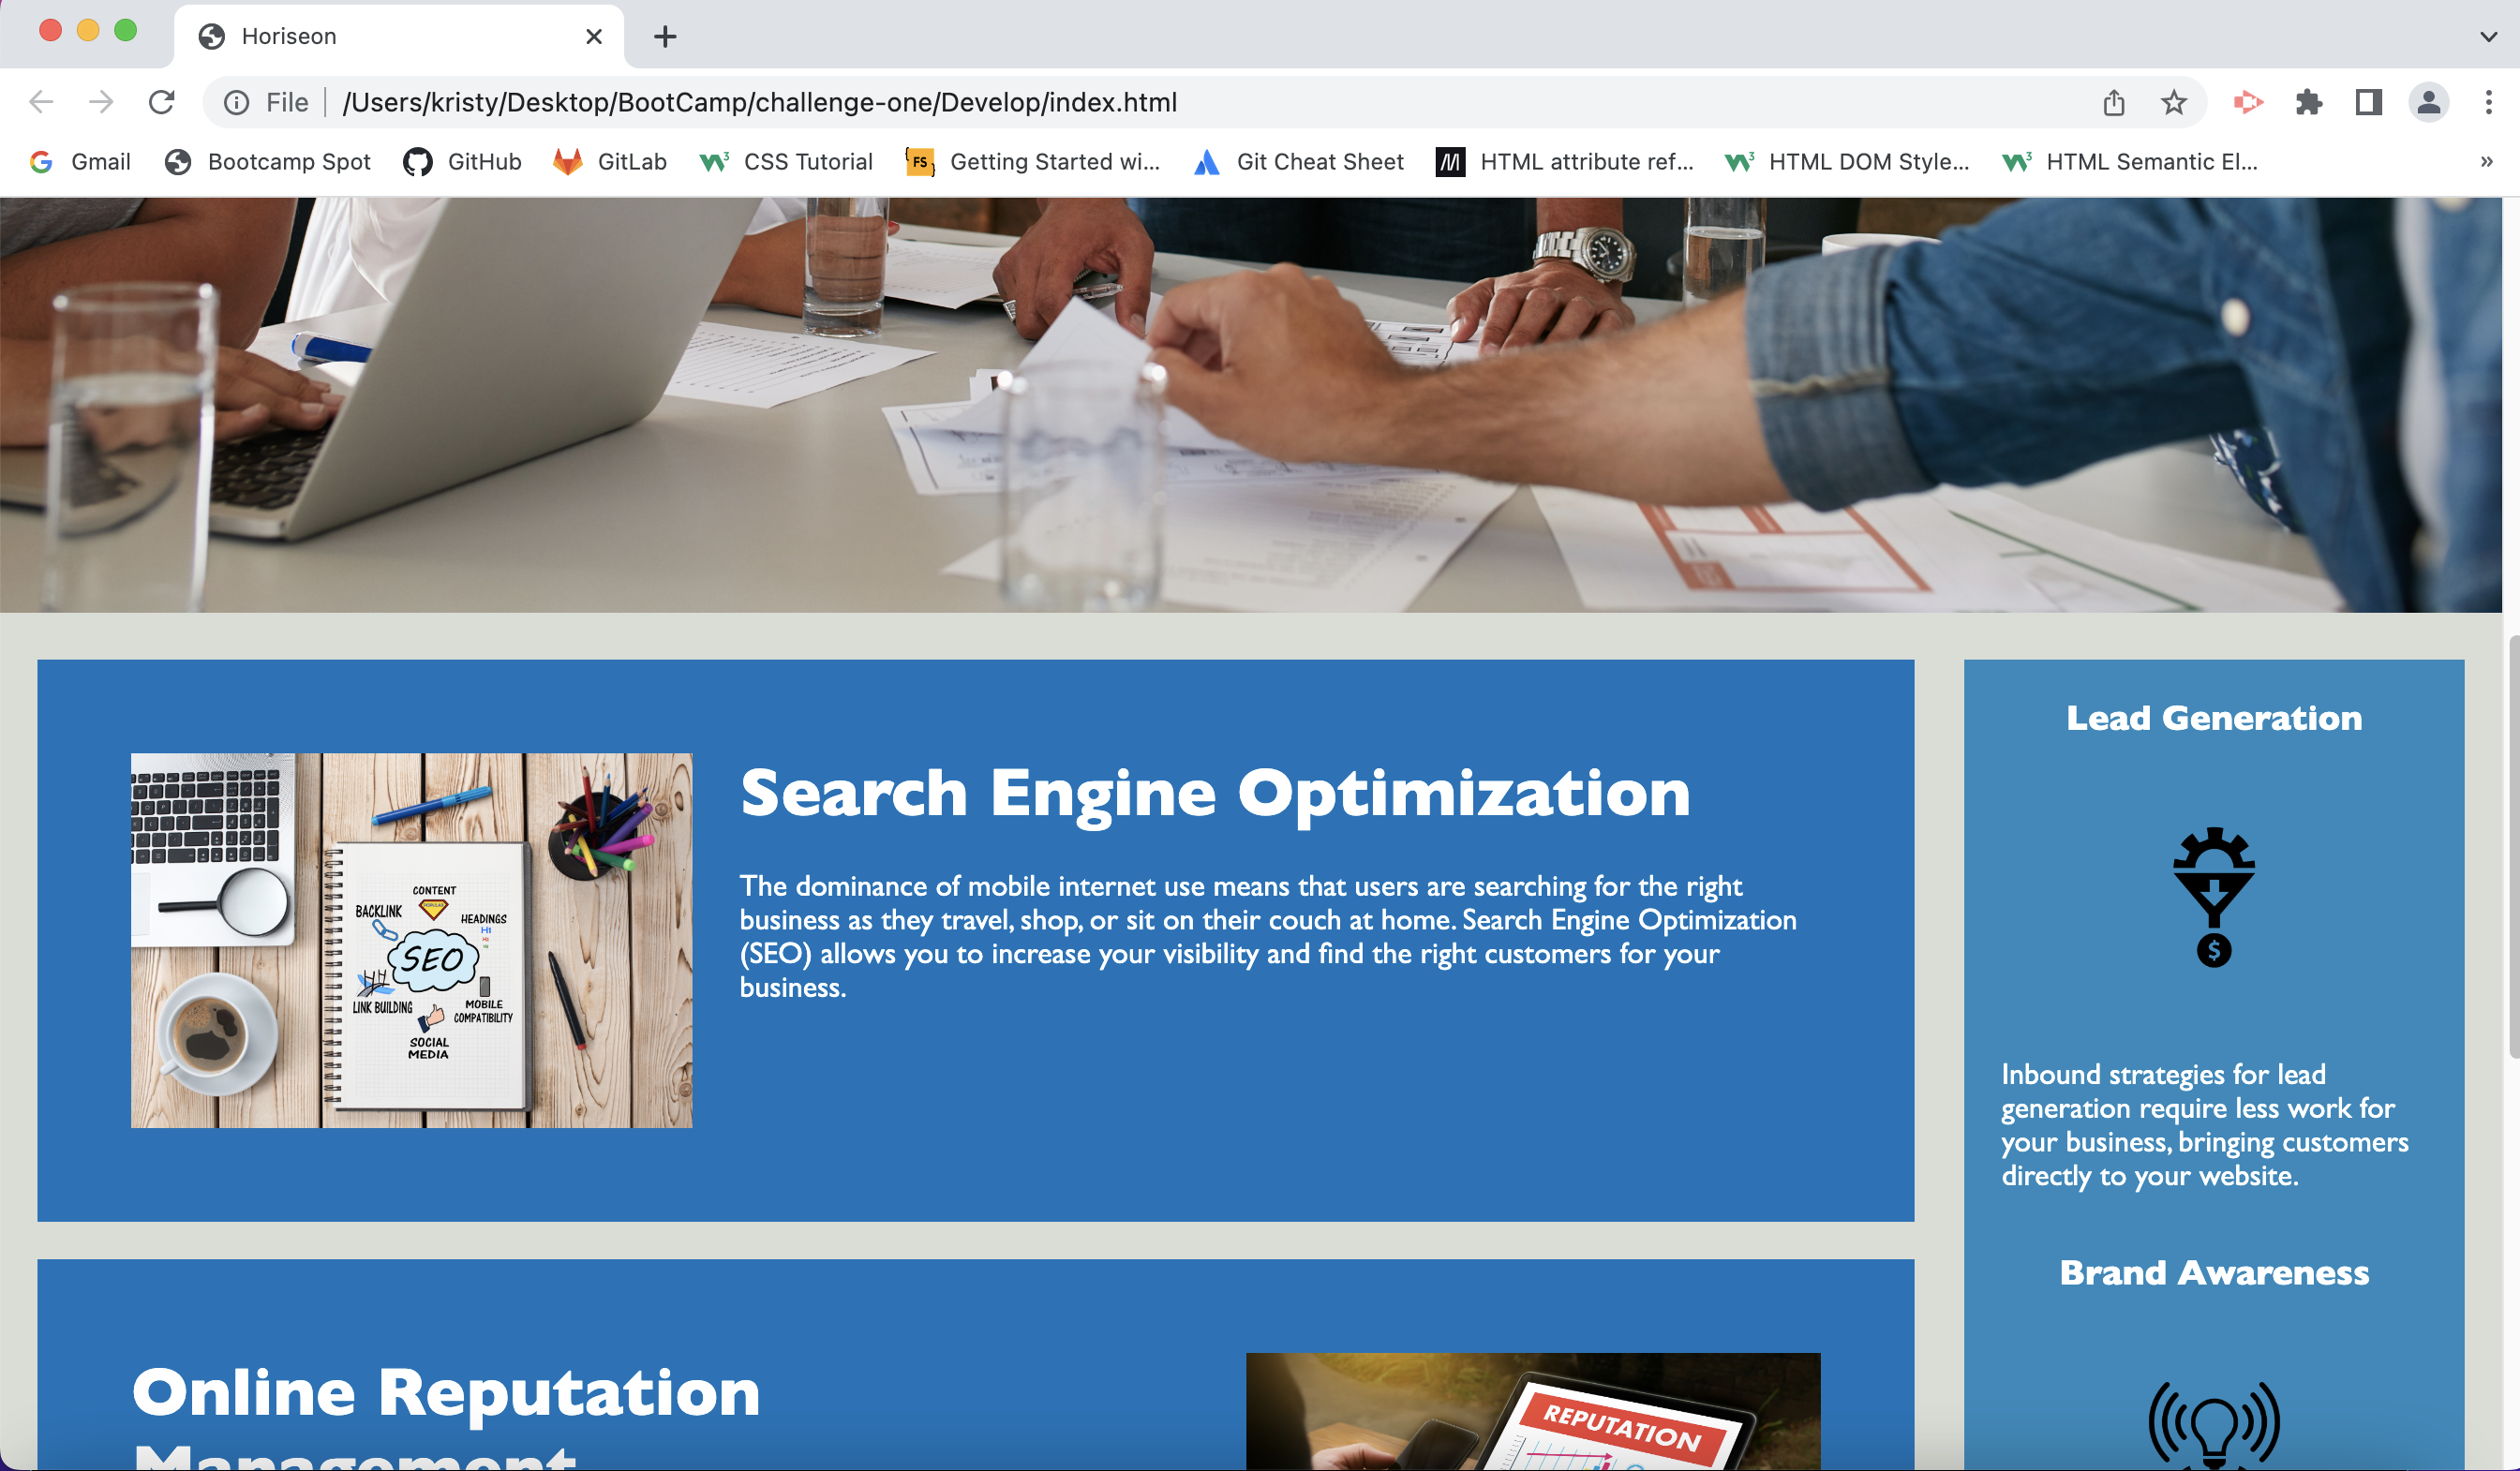 Horiseon
File
/Users/kristy/Desktop/BootCamp/challenge-one/Develop/index.html
Gmail
Bootcamp Spot
GitHub
GitLab
CSS Tutorial
FS
Getting Started wi...
Git Cheat Sheet
HTML attribute ref...
HTML DOM Style...
HTML Semantic El...
Search Engine Optimization
The dominance of mobile internet use means that users are searching for the right
business as they travel, shop, or sit on their couch at home. Search Engine Optimization
(SEO) allows you to increase your visibility and find the right customers for your
business.
CONTENT
BACKLINK
HEADINGS
H1
SEO
LINK BUILDING
MOBILE
COMPATIBILITY
SOCIAL
MEDIA
Online Reputation
Management
REPUTATION
Lead Generation
$
Inbound strategies for lead
generation require less work for
your business, bringing customers
directly to your website.
Brand Awareness